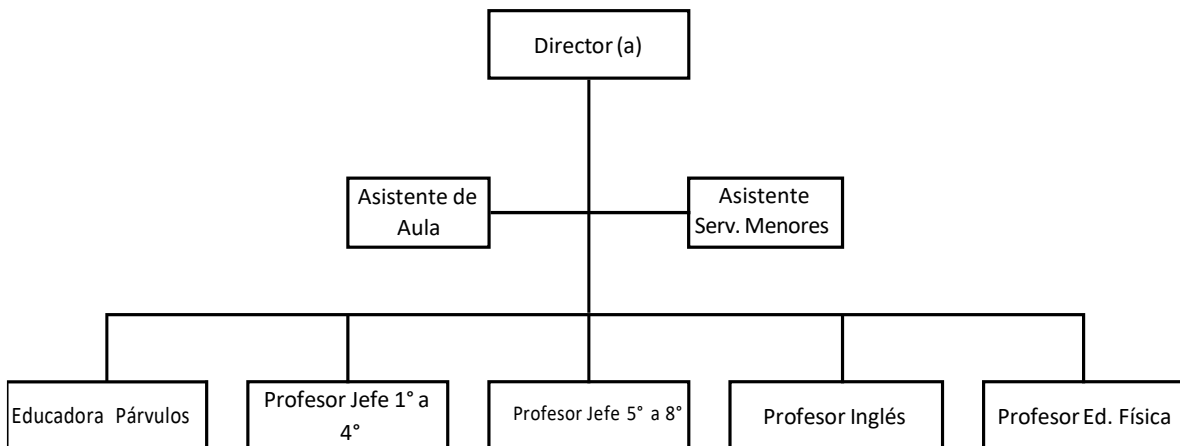 Director (a)
Asistente de
Aula
Asistente
Serv. Menores
Educadora Párvulos
Profesor Jefe 1° a
4°
Profesor Jefe 5° a 8°
Profesor Inglés
Profesor Ed. Física